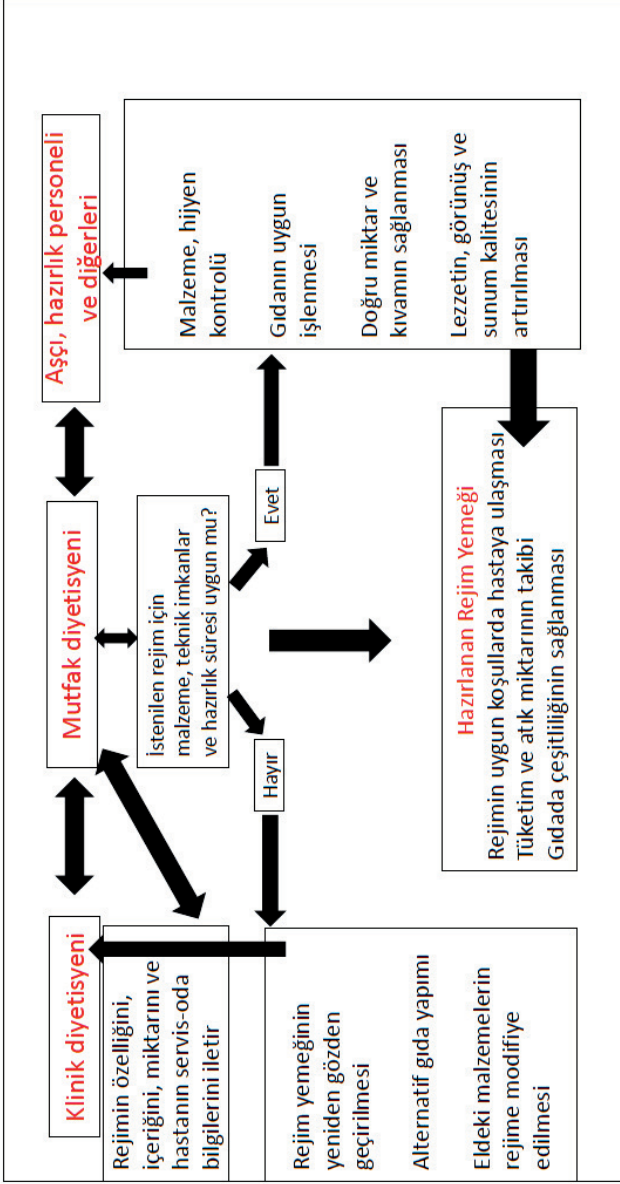 Klinik diyetisyeni
Mutfak diyetisyeni
Aşçı, hazırlık personeli
ve diğerleri
Rejimin özelliğini,
içeriğini, miktarını ve
hastanın servis-oda
bilgilerini iletir
İstenilen rejim için
malzeme, teknik imkanlar
ve hazırlık süresi uygun mu?
Hayır
Evet
Rejim yemeğinin
yeniden gözden
geçirilmesi
Alternatif gıda yapımı
Eldeki malzemelerin
rejime modifiye
edilmesi
Malzeme, hijyen
kontrolü
Gıdanın uygun
işlenmesi
Doğru miktar ve
kıvamın sağlanması
Lezzetin, görünüş ve
sunum kalitesinin
artırılması
Hazırlanan Rejim Yemeği
Rejimin uygun koşullarda hastaya ulaşması
Tüketim ve atık miktarının takibi
Gıdada çeşitliliğinin sağlanması